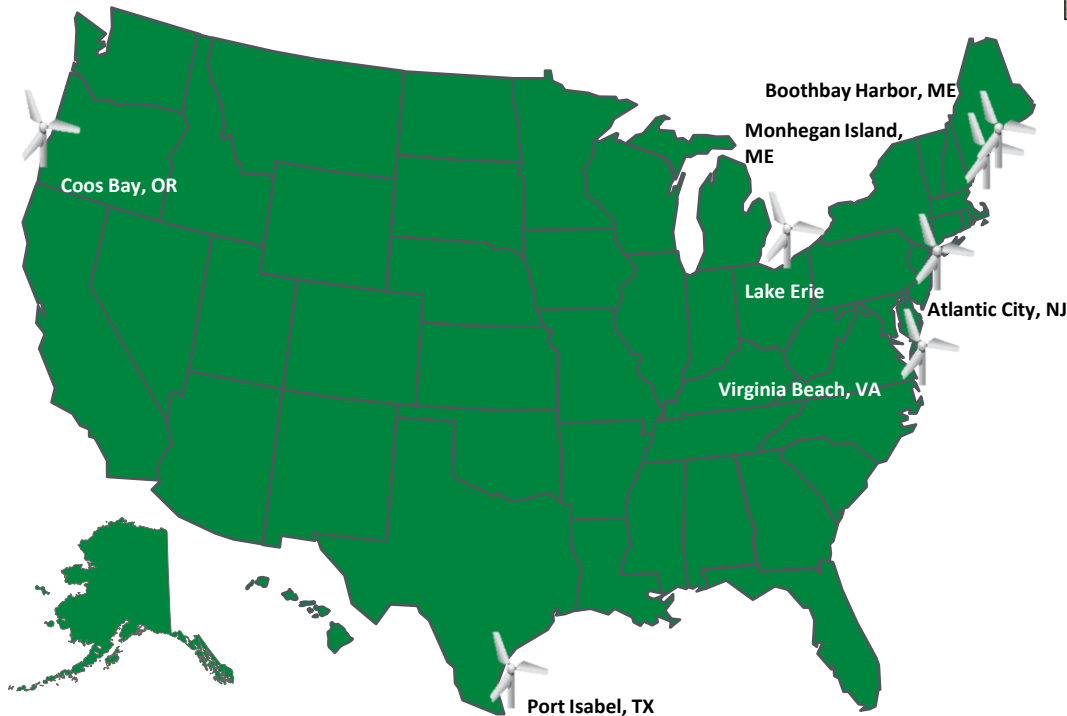 Boothbay Harbor, ME
Monhegan Island,
ME
Coos Bay, OR
Lake Erie
Atlantic City, NJ
Virginia Beach, VA
Port Isabel, TX